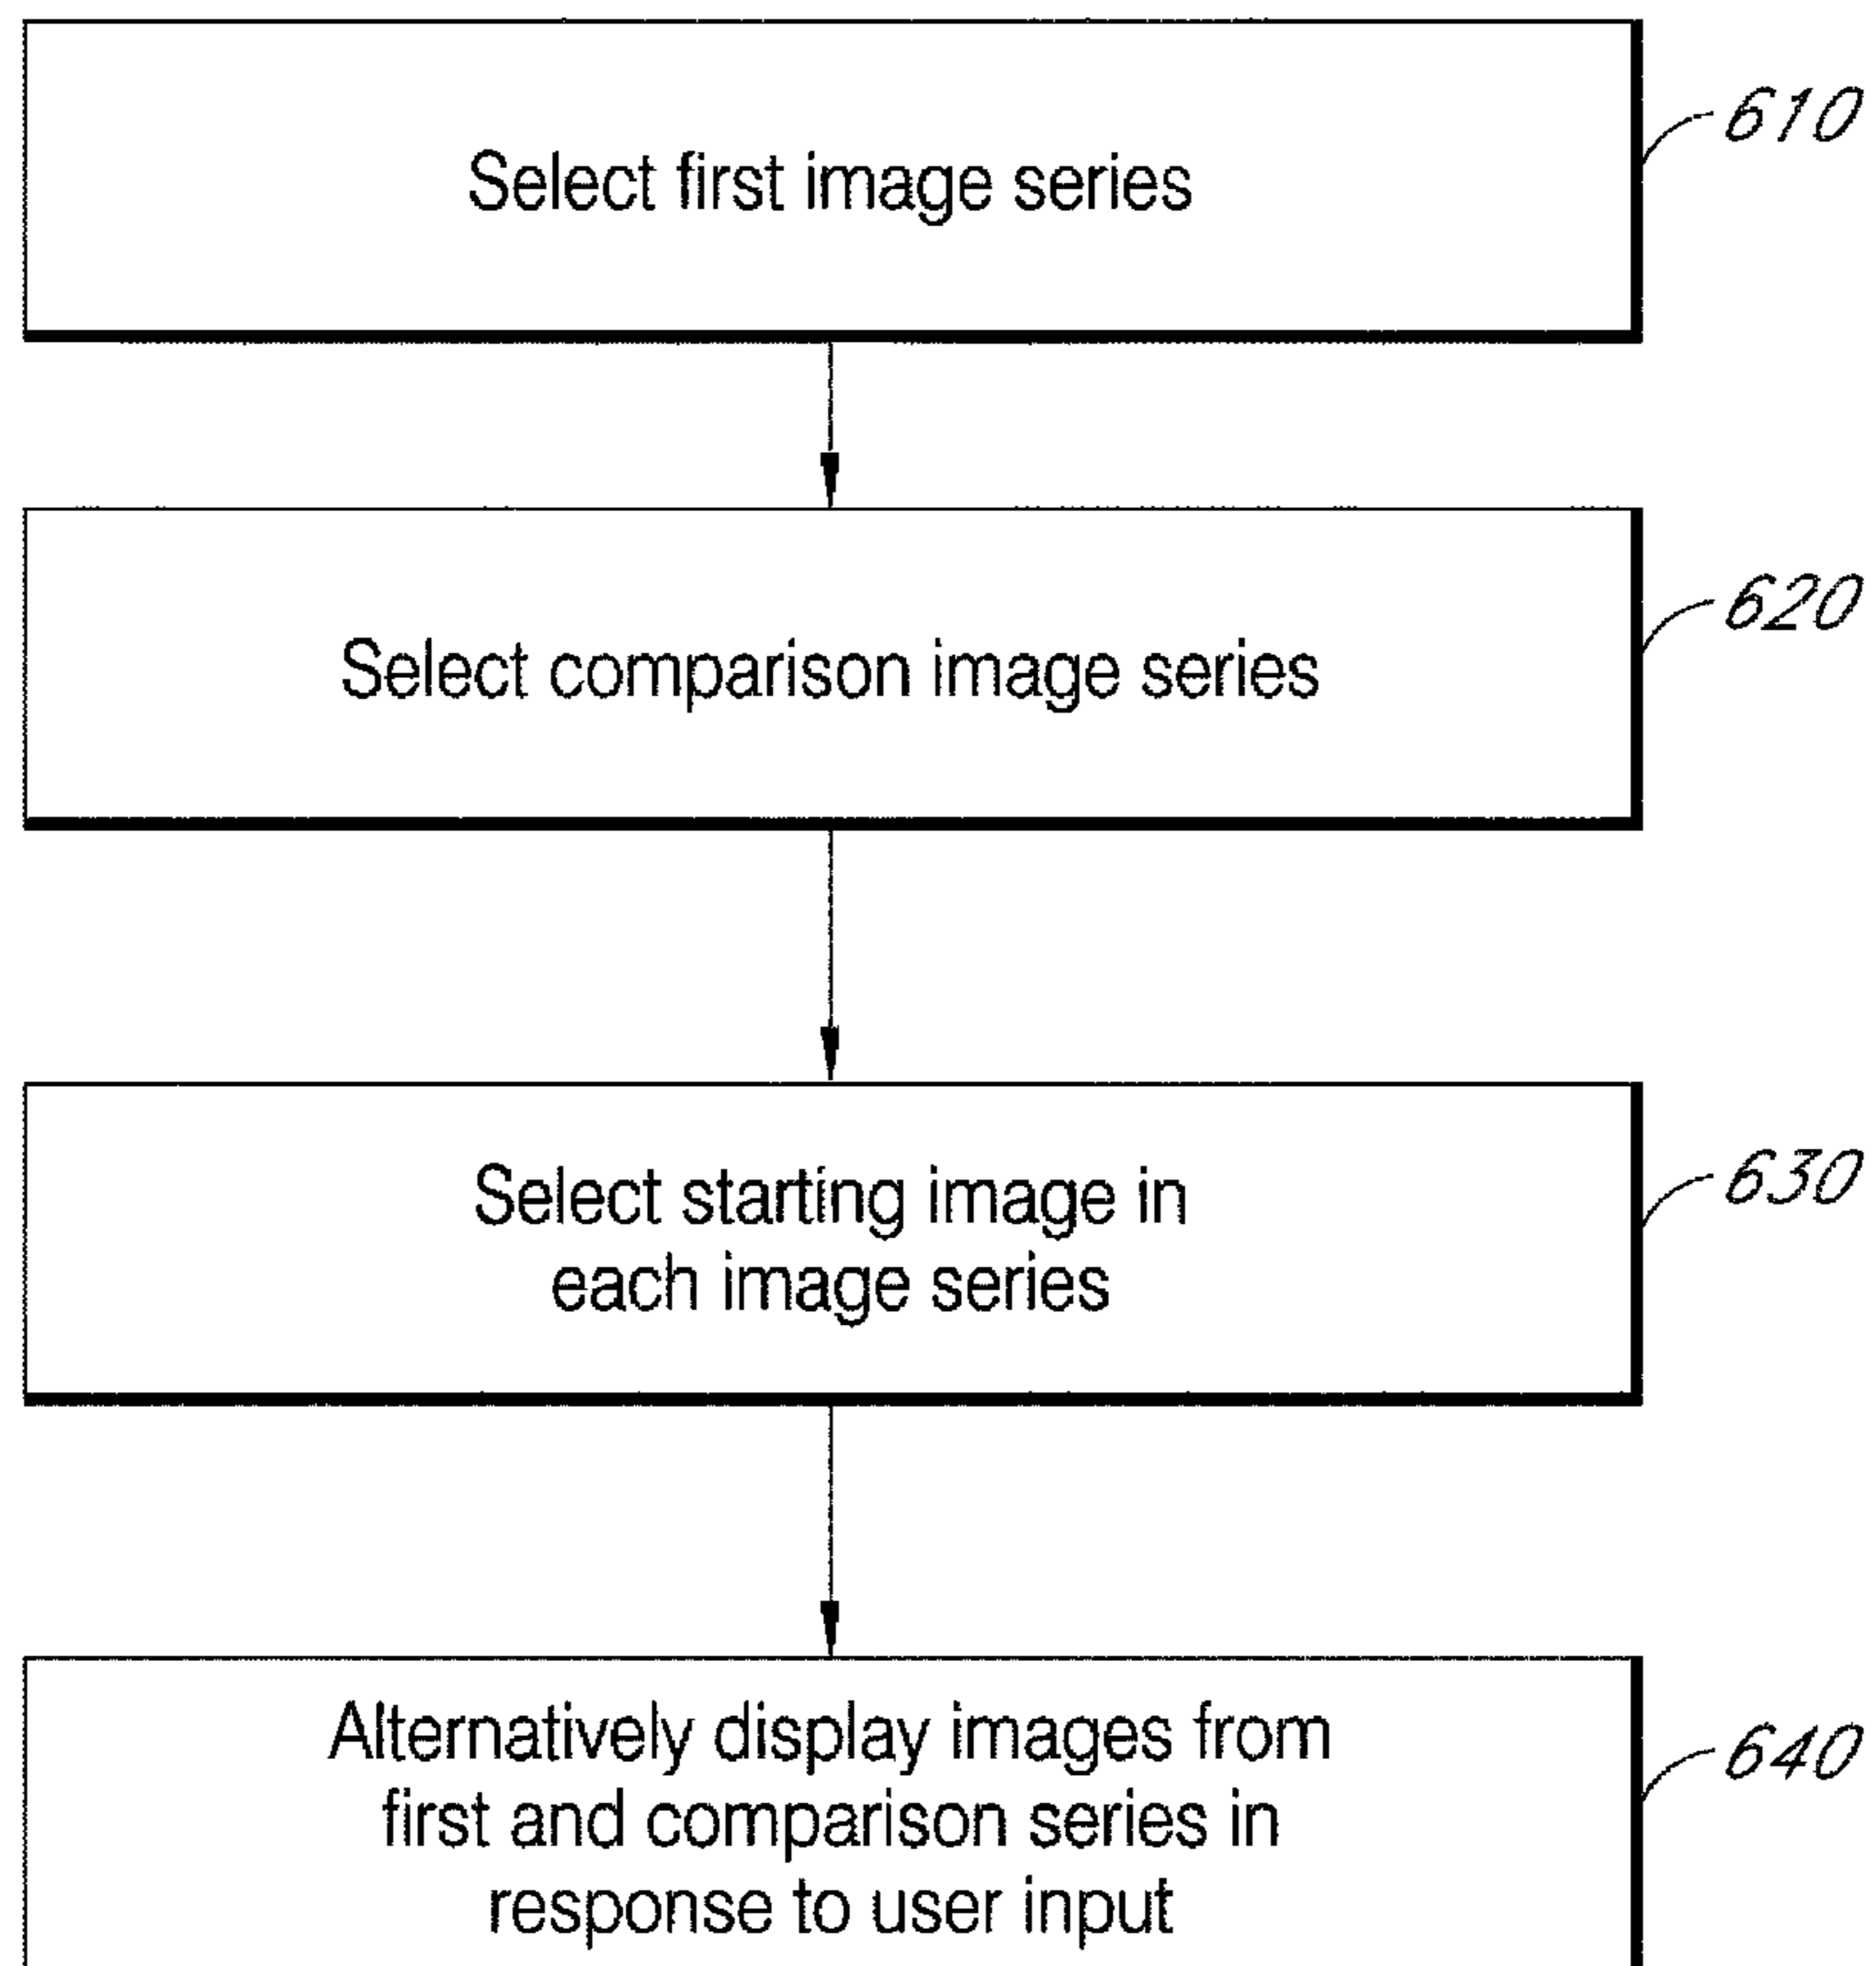 Select first image series
610
Select comparison image series
620
Select starting image in
each image series
630
Alternatively display images from
first and comparison series in
response to user input
640